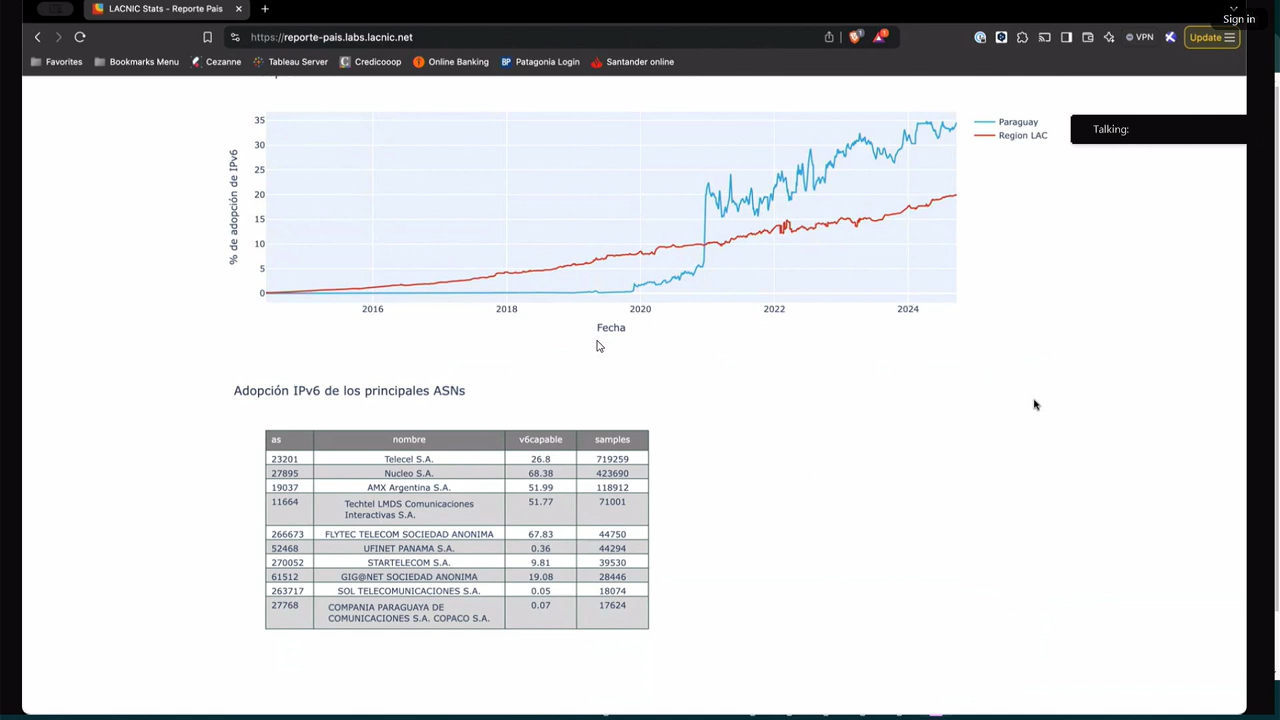 LACNIC Stats - Reporte Pais
Sign in
https://reporte-pais.labs.lacnic.net
VPN
Update
Favorites
Bookmarks Menu
Cezanne
Tableau Server
Credicooop
Online Banking
Patagonia Login
Santander online
35
30
25
20
15
10
5
0
% de adopción de IPv6
2016
2018
2020
2022
2024
Fecha
Paraguay
Region LAC
Talking:
Adopción IPv6 de los principales ASNs
as nombre v6capable samples
23201 Telecel S.A. 26.8 719259
27895 Nucleo S.A. 68.38 423690
19037 AMX Argentina S.A. 51.99 118912
11664 Techtel LMDS Comunicaciones 51.77 71001
Interactivas S.A.
266673 FLYTEC TELECOM SOCIEDAD ANONIMA 67.83 44750
52468 UFINET PANAMA S.A. 0.36 44294
270052 STARTELECOM S.A. 9.81 39530
61512 GIG@NET SOCIEDAD ANONIMA 19.08 28446
263717 SOL TELECOMUNICACIONES S.A. 0.05 18074
27768 COMPANIA PARAGUAYA DE 0.07 17624
COMUNICACIONES S.A. COPACO S.A.